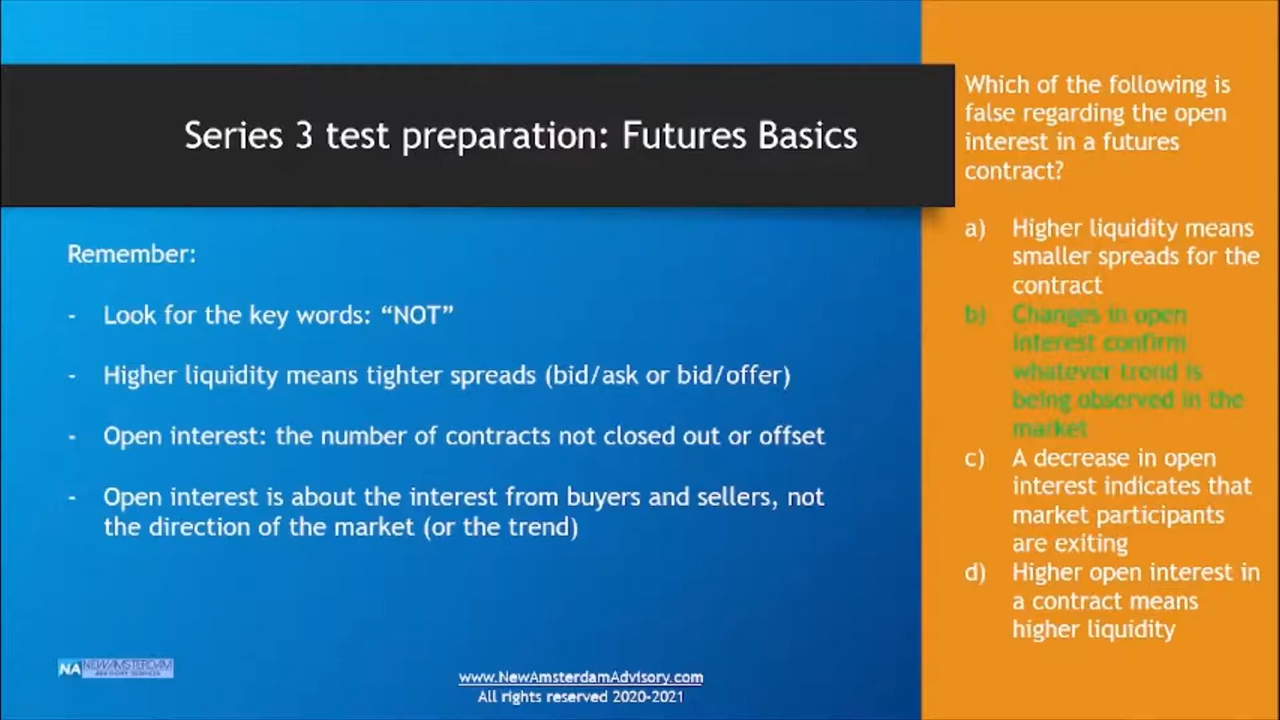 Series 3 test preparation: Futures Basics
Remember:
- Look for the key words: “NOT”
- Higher liquidity means tighter spreads (bid/ask or bid/offer)
- Open interest: the number of contracts not closed out or offset
- Open interest is about the interest from buyers and sellers, not
the direction of the market (or the trend)
Which of the following is
false regarding the open
interest in a futures
contract?
a) Higher liquidity means
smaller spreads for the
contract
b) Changes in open
interest confirm
whatever trend is
being observed in the
market
c) A decrease in open
interest indicates that
market participants
are exiting
d) Higher open interest in
a contract means
higher liquidity
NA NEW AMSTERDAM
ADVISORY SERVICES
www.NewAmsterdamAdvisory.com
All rights reserved 2020-2021